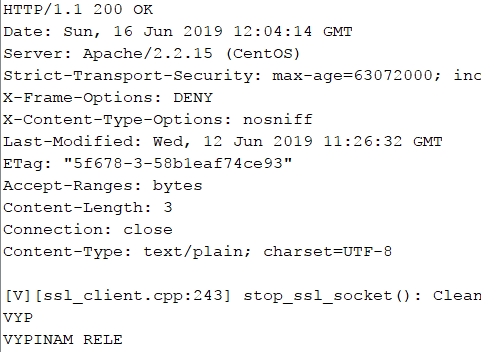 HTTP/1.1 200 OK
Date: Sun, 16 Jun 2019 12:04:14 GMT
Server: Apache/2.2.15 (CentOS)
Strict-Transport-Security: max-age=63072000; inc
X-Frame-Options: DENY
X-Content-Type-Options: nosniff
Last-Modified: Wed, 12 Jun 2019 11:26:32 GMT
ETag: "5f678-3-58b1eaf74ce93"
Accept-Ranges: bytes
Content-Length: 3
Connection: close
Content-Type: text/plain; charset=UTF-8
[V][ssl_client.cpp:243] stop_ssl_socket(): Clean
VYP
VYPINAM RELE